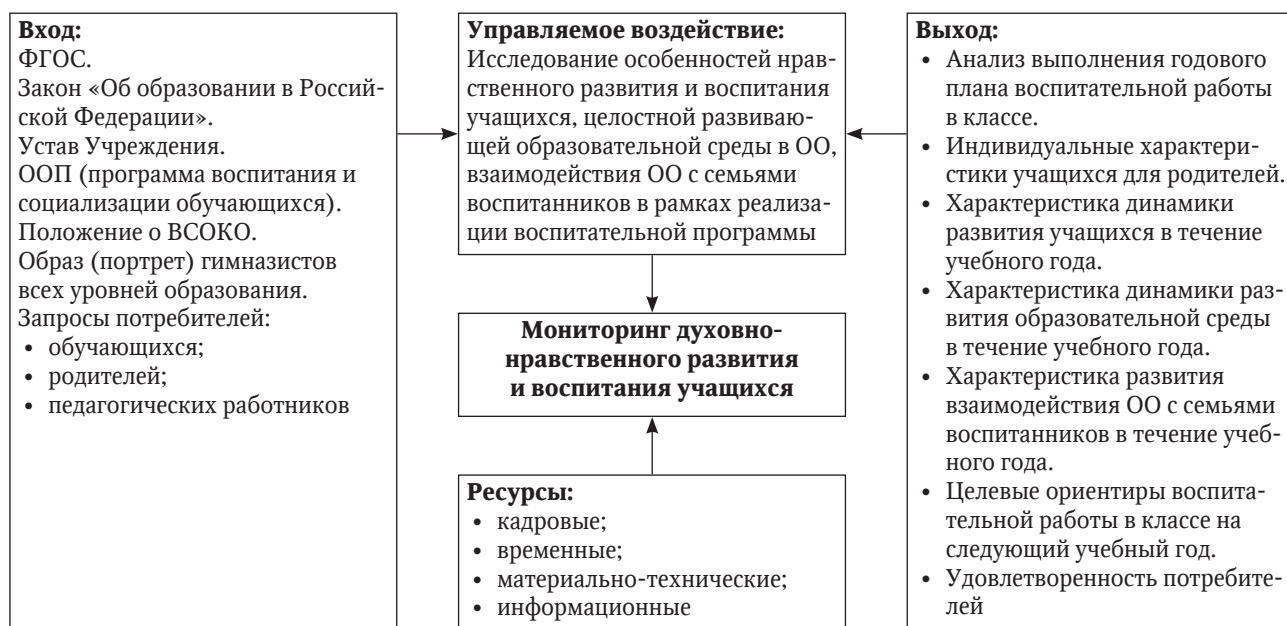 Вход:
ФГОС.
Закон «Об образовании в Россий-
ской Федерации».
Устав Учреждения.
ООП (программа воспитания и
социализации обучающихся).
Положение о ВСОКО.
Образ (портрет) гимназистов
всех уровней образования.
Запросы потребителей:
• обучающихся;
• родителей;
• педагогических работников
Управляемое воздействие:
Исследование особенностей нрав-
ственного развития и воспитания
учащихся, целостной развиваю-
щей образовательной среды в ОО,
взаимодействия ОО с семьями
воспитанников в рамках реализа-
ции воспитательной программы
Мониторинг духовно-
нравственного развития
и воспитания учащихся
Ресурсы:
• кадровые;
• временные;
• материально-технические;
• информационные
Выход:
• Анализ выполнения годового
плана воспитательной работы
в классе.
• Индивидуальные характери-
стики учащихся для родителей.
• Характеристика динамики
развития учащихся в течение
учебного года.
• Характеристика динамики раз-
вития образовательной среды
в течение учебного года.
• Характеристика развития
взаимодействия ОО с семьями
воспитанников в течение учеб-
ного года.
• Целевые ориентиры воспита-
тельной работы в классе на
следующий учебный год.
• Удовлетворенность потребите-
лей